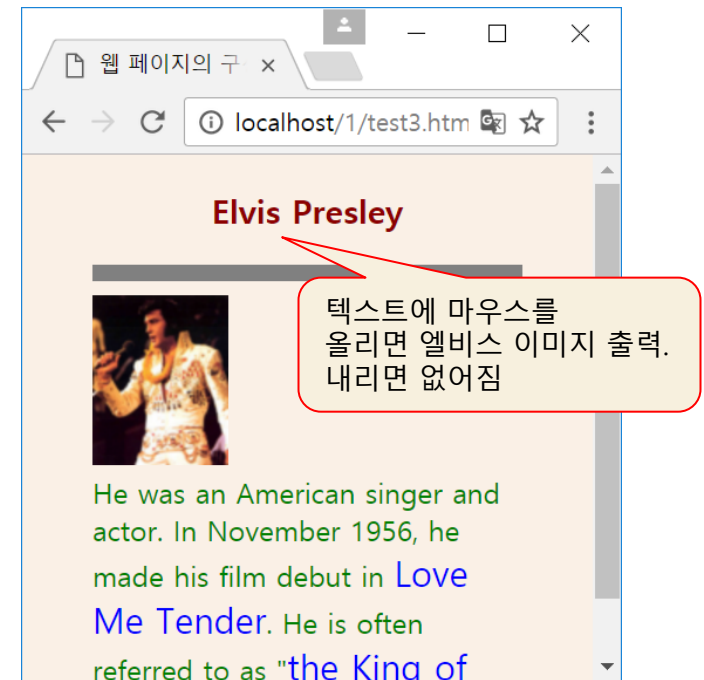 웹 페이지의 구
localhost/1/test3.htm
Elvis Presley
텍스트에 마우스를
올리면 엘비스 이미지 출력.
내리면 없어짐
He was an American singer and
actor. In November 1956, he
made his film debut in Love
Me Tender. He is often
referred to as "the King of